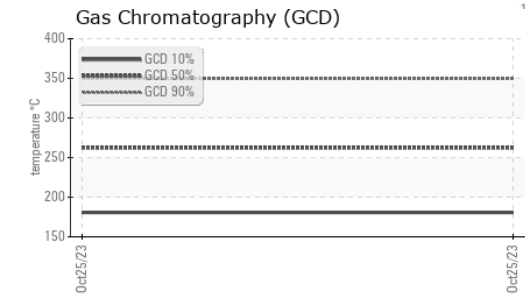 Gas Chromatography (GCD)
400
350
300
250
200
150
temperature °C
GCD 10%
GCD 50%
GCD 90%
Oct25/23
Oct25/23